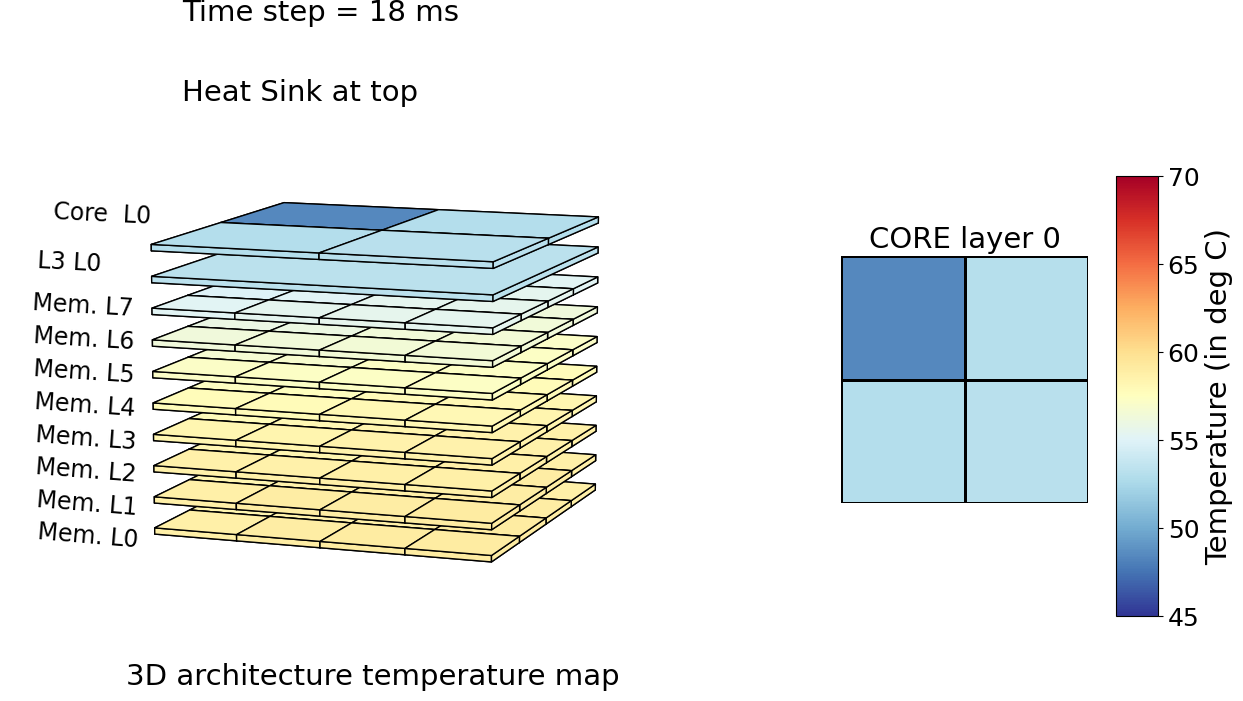 Time step = 18 ms
Heat Sink at top
Core  L0
L3 L0
Mem. L7
Mem. L6
Mem. L5
Mem. L4
Mem. L3
Mem. L2
Mem. L1
Mem. L0
3D architecture temperature map
CORE layer 0
70
65
60
55
50
45
Temperature (in deg C)